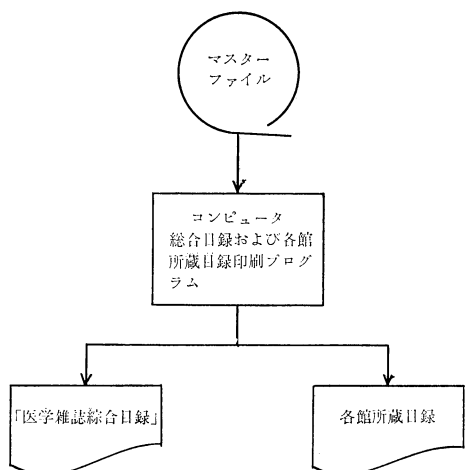 マスター
ファイル
コンピュータ
総合目録および各館
所蔵目録印刷プログ
ラム
「医学雑誌綜合目録」
各館所蔵目録